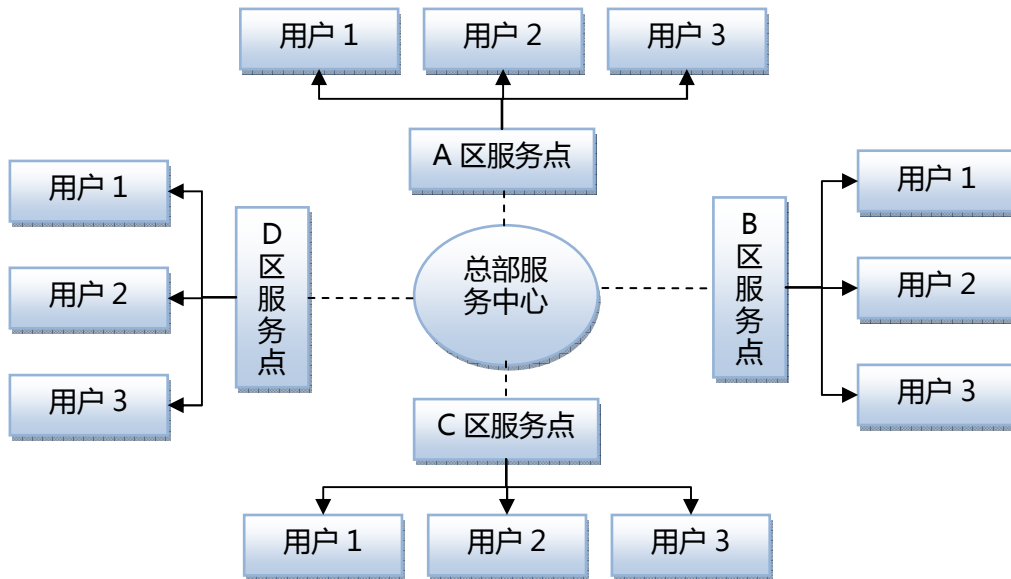 用户 1
用户 2
用户 3
A 区服务点
用户 1
用户 2
用户 3
D
区
服
务
点
总部服
务中心
B
区
服
务
点
用户 1
用户 2
用户 3
C 区服务点
用户 1
用户 2
用户 3